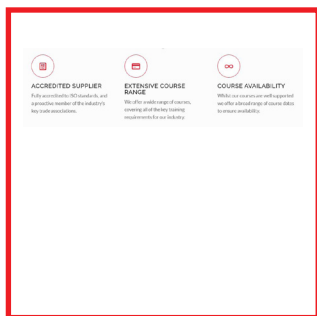 ACCREDITED SUPPLIER
Fully accredited to ISO standards, and
a proactive member of the industry's
key trade associations.
EXTENSIVE COURSE
RANGE
We offer a wide range of courses,
covering all of the key training
requirements for our industry.
COURSE AVAILABILITY
Whilst our courses are well supported
we offer a broad range of course dates
to ensure availability.